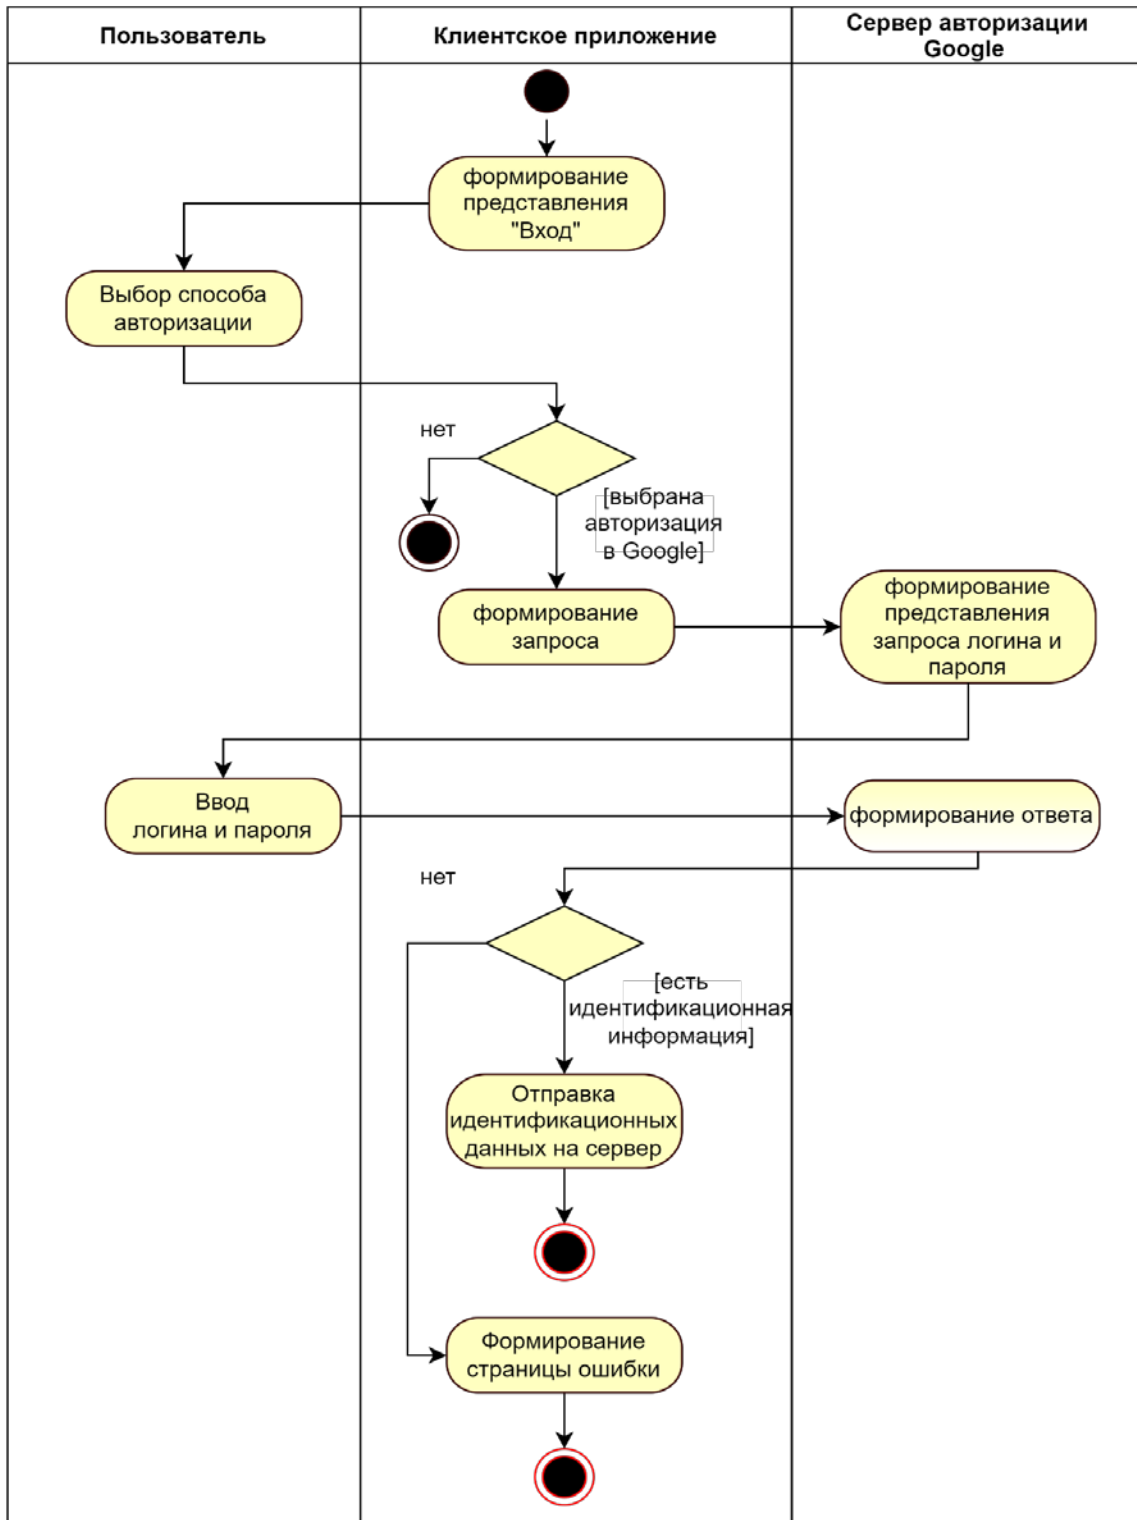 Пользователь
Клиентское приложение
Сервер авторизации
Google
формирование
представления
"Вход"
Выбор способа
авторизации
нет
[выбрана
авторизация
в Google]
формирование
запроса
формирование
представления
запроса логина и
пароля
Ввод
логина и пароля
формирование ответа
нет
[есть
идентификационная
информация]
Отправка
идентификационных
данных на сервер
Формирование
страницы ошибки